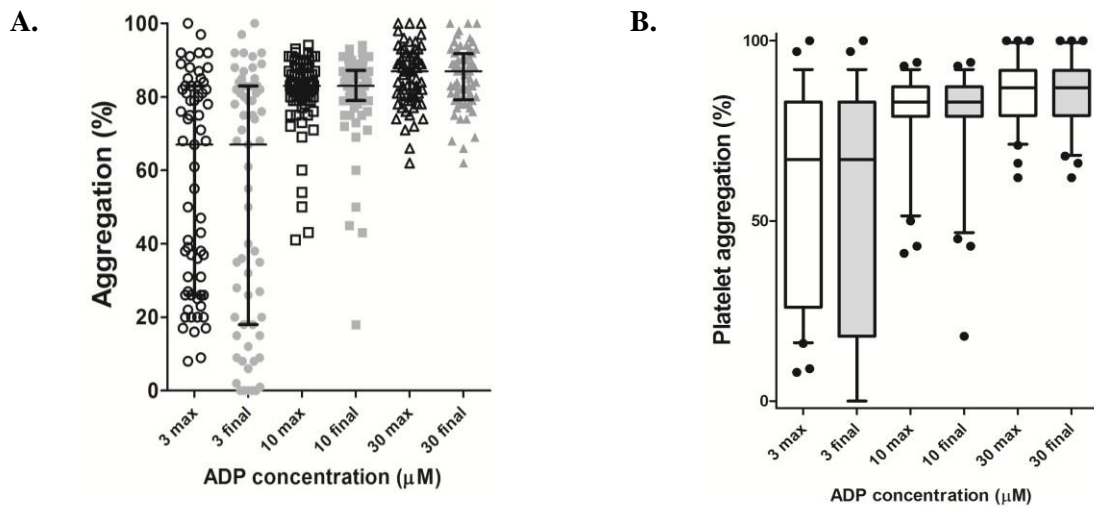 A.
Aggregation (%)
100
80
60
40
20
0
3 max
3 final
10 max
10 final
30 max
30 final
ADP concentration (μM)
B.
Platelet aggregation (%)
100
50
0
3 max
3 final
10 max
10 final
30 max
30 final
ADP concentration (μM)